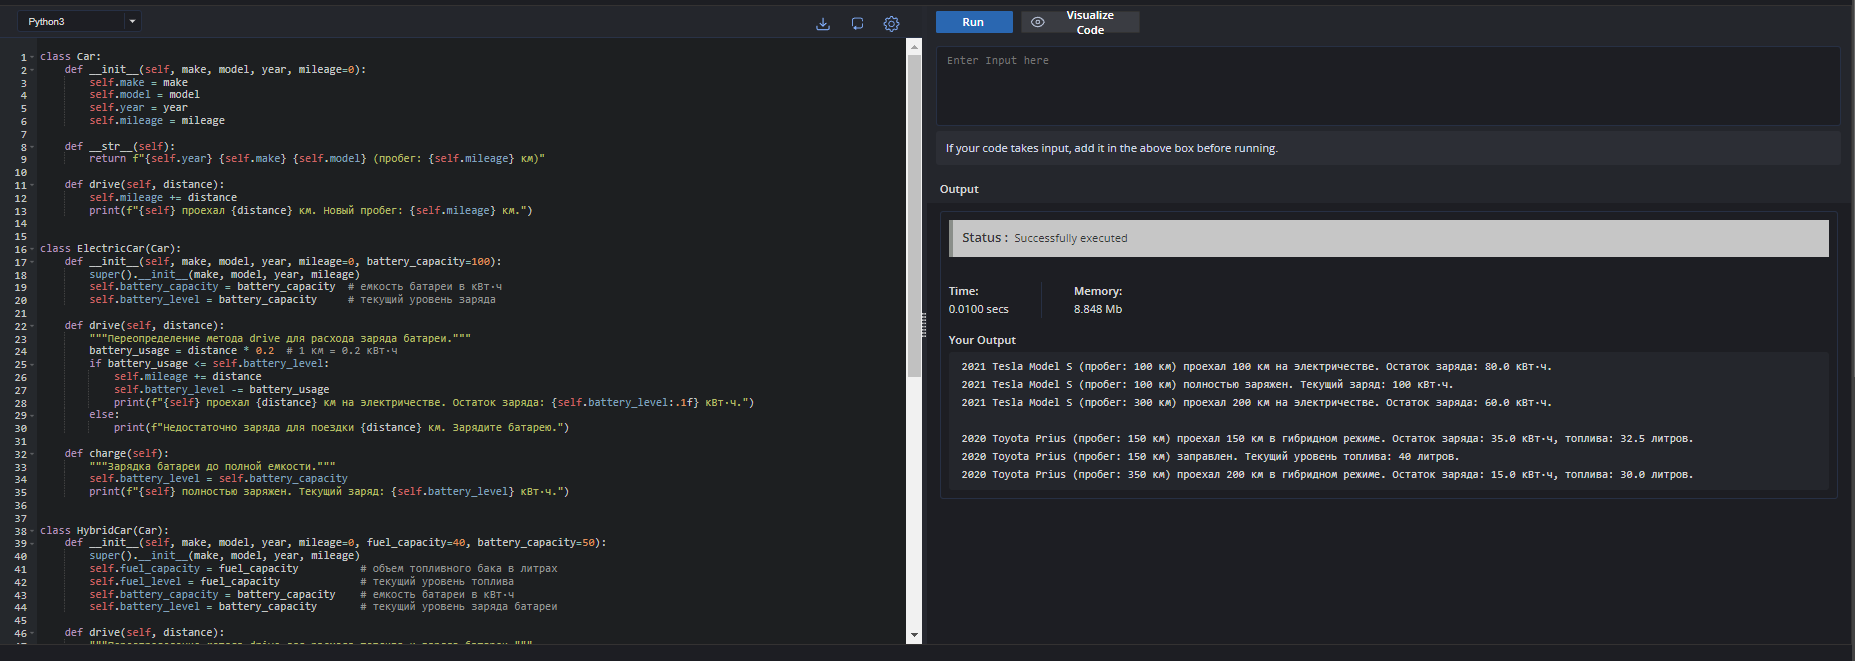 Python3
Run
Visualize
Code
1 class Car:
2     def __init__(self, make, model, year, mileage=0):
3         self.make = make
4         self.model = model
5         self.year = year
6         self.mileage = mileage
7
8     def __str__(self):
9         return f"{self.year} {self.make} {self.model} (пробег: {self.mileage} км)"
10
11     def drive(self, distance):
12         self.mileage += distance
13         print(f"{self} проехал {distance} км. Новый пробег: {self.mileage} км.")
14
15
16 class ElectricCar(Car):
17     def __init__(self, make, model, year, mileage=0, battery_capacity=100):
18         super().__init__(make, model, year, mileage)
19         self.battery_capacity = battery_capacity  # емкость батареи в кВт·ч
20         self.battery_level = battery_capacity     # текущий уровень заряда
21
22     def drive(self, distance):
23         """Переопределение метода drive для расхода заряда батареи."""
24         battery_usage = distance * 0.2  # 1 км = 0.2 кВт·ч
25         if battery_usage <= self.battery_level:
26             self.mileage += distance
27             self.battery_level -= battery_usage
28             print(f"{self} проехал {distance} км на электричестве. Остаток заряда: {self.battery_level:.1f} кВт·ч.")
29         else:
30             print(f"Недостаточно заряда для поездки {distance} км. Зарядите батарею.")
31
32     def charge(self):
33         """Зарядка батареи до полной емкости."""
34         self.battery_level = self.battery_capacity
35         print(f"{self} полностью заряжен. Текущий заряд: {self.battery_level} кВт·ч.")
36
37
38 class HybridCar(Car):
39     def __init__(self, make, model, year, mileage=0, fuel_capacity=40, battery_capacity=50):
40         super().__init__(make, model, year, mileage)
41         self.fuel_capacity = fuel_capacity          # объем топливного бака в литрах
42         self.fuel_level = fuel_capacity             # текущий уровень топлива
43         self.battery_capacity = battery_capacity    # емкость батареи в кВт·ч
44         self.battery_level = battery_capacity       # текущий уровень заряда батареи
45
46     def drive(self, distance):
Enter Input here
If your code takes input, add it in the above box before running.
Output
Status : Successfully executed
Time:
0.0100 secs
Memory:
8.848 Mb
Your Output
2021 Tesla Model S (пробег: 100 км) проехал 100 км на электричестве. Остаток заряда: 80.0 кВт·ч.
2021 Tesla Model S (пробег: 100 км) полностью заряжен. Текущий заряд: 100 кВт·ч.
2021 Tesla Model S (пробег: 300 км) проехал 200 км на электричестве. Остаток заряда: 60.0 кВт·ч.
2020 Toyota Prius (пробег: 150 км) проехал 150 км в гибридном режиме. Остаток заряда: 35.0 кВт·ч, топлива: 32.5 литров.
2020 Toyota Prius (пробег: 150 км) заправлен. Текущий уровень топлива: 40 литров.
2020 Toyota Prius (пробег: 350 км) проехал 200 км в гибридном режиме. Остаток заряда: 15.0 кВт·ч, топлива: 30.0 литров.